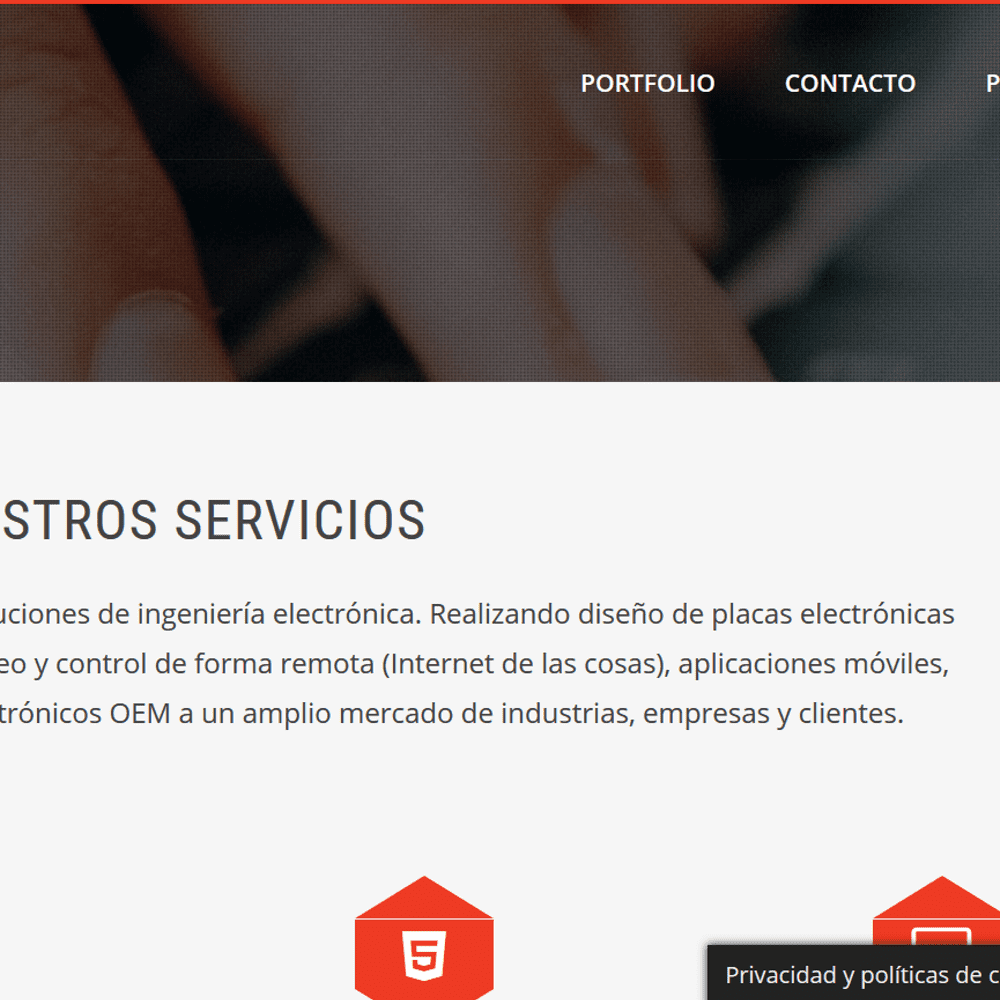 PORTFOLIO CONTACTO P
STROS SERVICIOS
uciones de ingeniería electrónica. Realizando diseño de placas electrónicas
eo y control de forma remota (Internet de las cosas), aplicaciones móviles,
trónicos OEM a un amplio mercado de industrias, empresas y clientes.
5
Privacidad y políticas de c